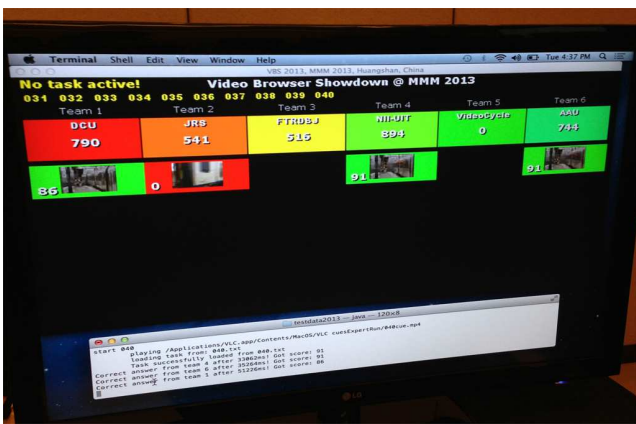 Terminal Shell Edit View Window Help Tue 4:37 PM
VBS 2013, MMM 2013, Huangshan, China
No task active! Video Browser Showdown @ MMM 2013
031 032 033 034 035 036 037 038 039 040
Team 1 Team 2 Team 3 Team 4 Team 5 Team 6
DCU JRS FTRDBJ NII-UIT VideoCycle AAU
790 541 515 894 0 744
86 0 91 91
testdata2013 — java — 120×8
start 040
playing /Applications/VLC.app/Contents/MacOS/VLC cuesExpertRun/040cue.mp4
loading task from: 040.txt
Task successfully loaded from 040.txt
Correct answer from team 4 after 33062ms! Got score: 91
Correct answer from team 6 after 35264ms! Got score: 91
Correct answer from team 1 after 51226ms! Got score: 86
LG